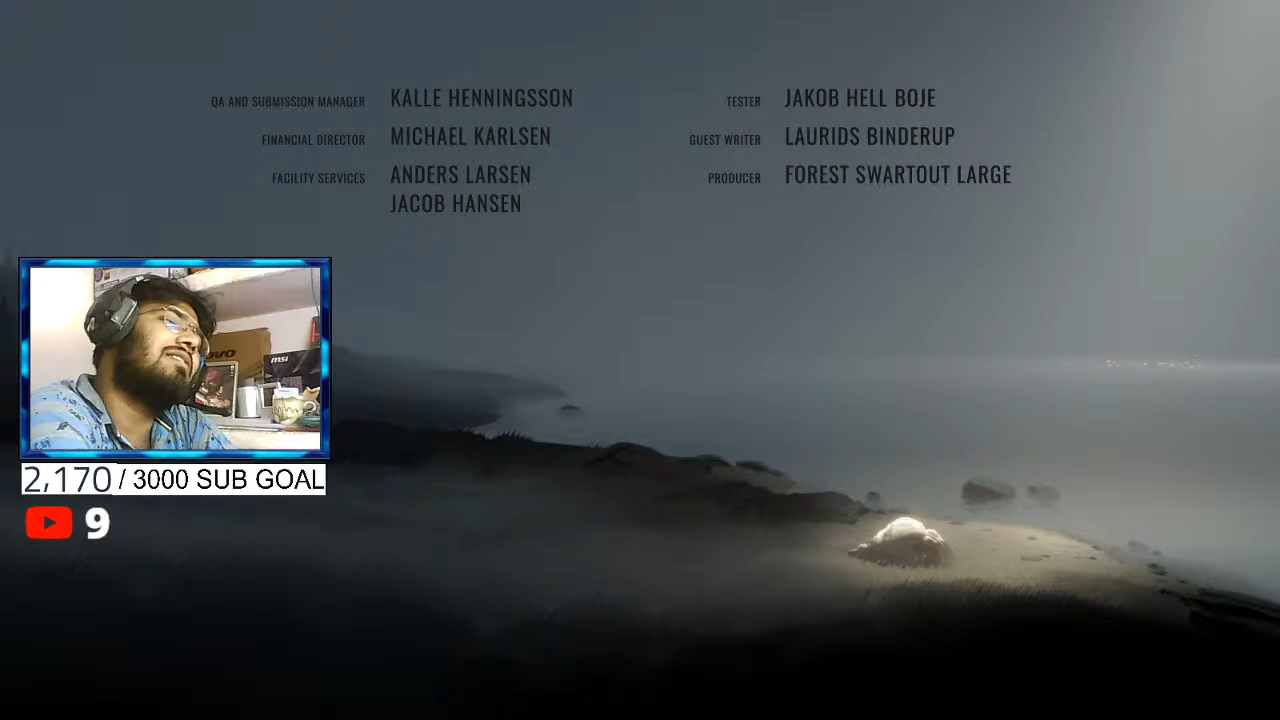 QA AND SUBMISSION MANAGER KALLE HENNINGSSON
FINANCIAL DIRECTOR MICHAEL KARLSEN
FACILITY SERVICES ANDERS LARSEN
JACOB HANSEN
TESTER JAKOB HELL BOJE
GUEST WRITER LAURIDS BINDERUP
PRODUCER FOREST SWARTOUT LARGE
msi
2,170 / 3000 SUB GOAL
9